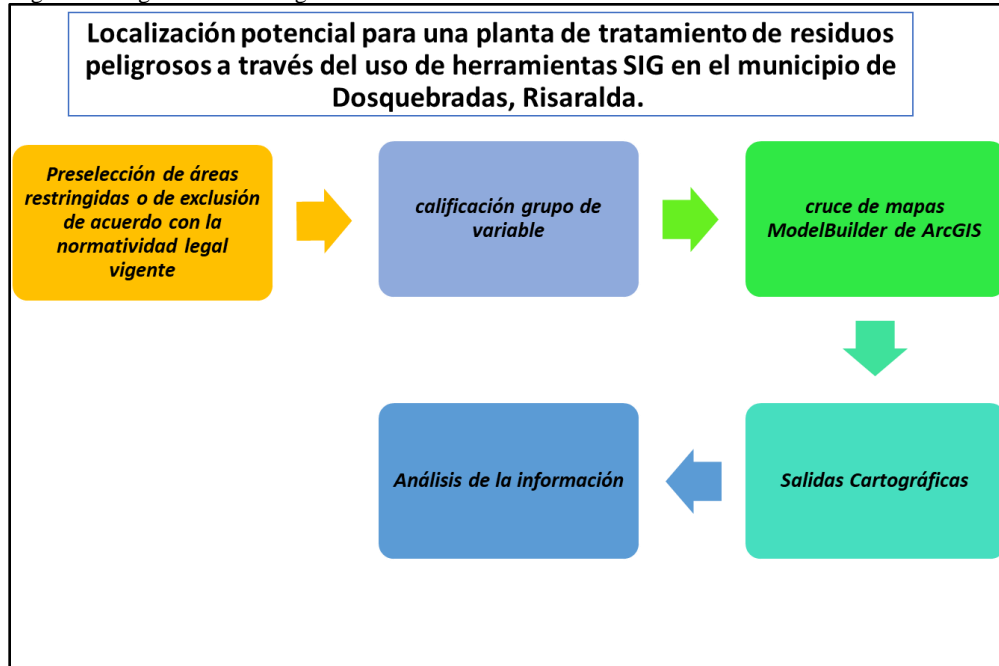 Localización potencial para una planta de tratamiento de residuos
peligrosos a través del uso de herramientas SIG en el municipio de
Dosquebradas, Risaralda.
Preselección de áreas
restringidas o de exclusión
de acuerdo con la
normatividad legal
vigente
calificación grupo de
variable
cruce de mapas
ModelBuilder de ArcGIS
Salidas Cartográficas
Análisis de la información